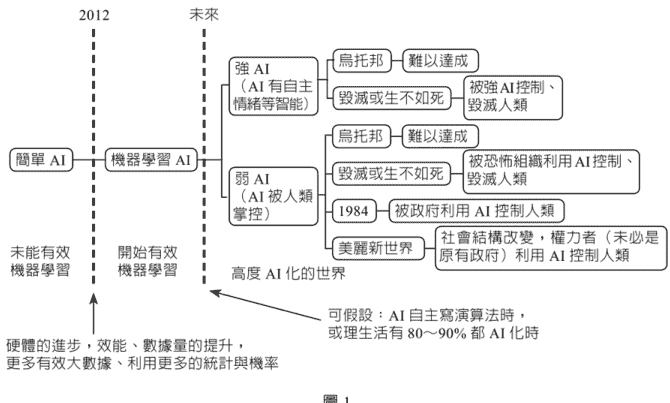 2012
未來
強 AI
（AI 有自主
情緒等智能）
烏托邦
難以達成
毀滅或生不如死
被強AI控制、
毀滅人類
簡單 AI
機器學習 AI
弱 AI
（AI 被人類
掌控）
烏托邦
難以達成
毀滅或生不如死
被恐怖組織利用 AI 控制、
毀滅人類
1984
被政府利用 AI 控制人類
美麗新世界
社會結構改變，權力者（未必是
原有政府）利用 AI 控制人類
未能有效
機器學習
開始有效
機器學習
高度 AI 化的世界
硬體的進步，效能、數據量的提升，
更多有效大數據、利用更多的統計與機率
可假設：AI 自主寫演算法時，
或理生活有 80～90% 都 AI 化時
圖 1